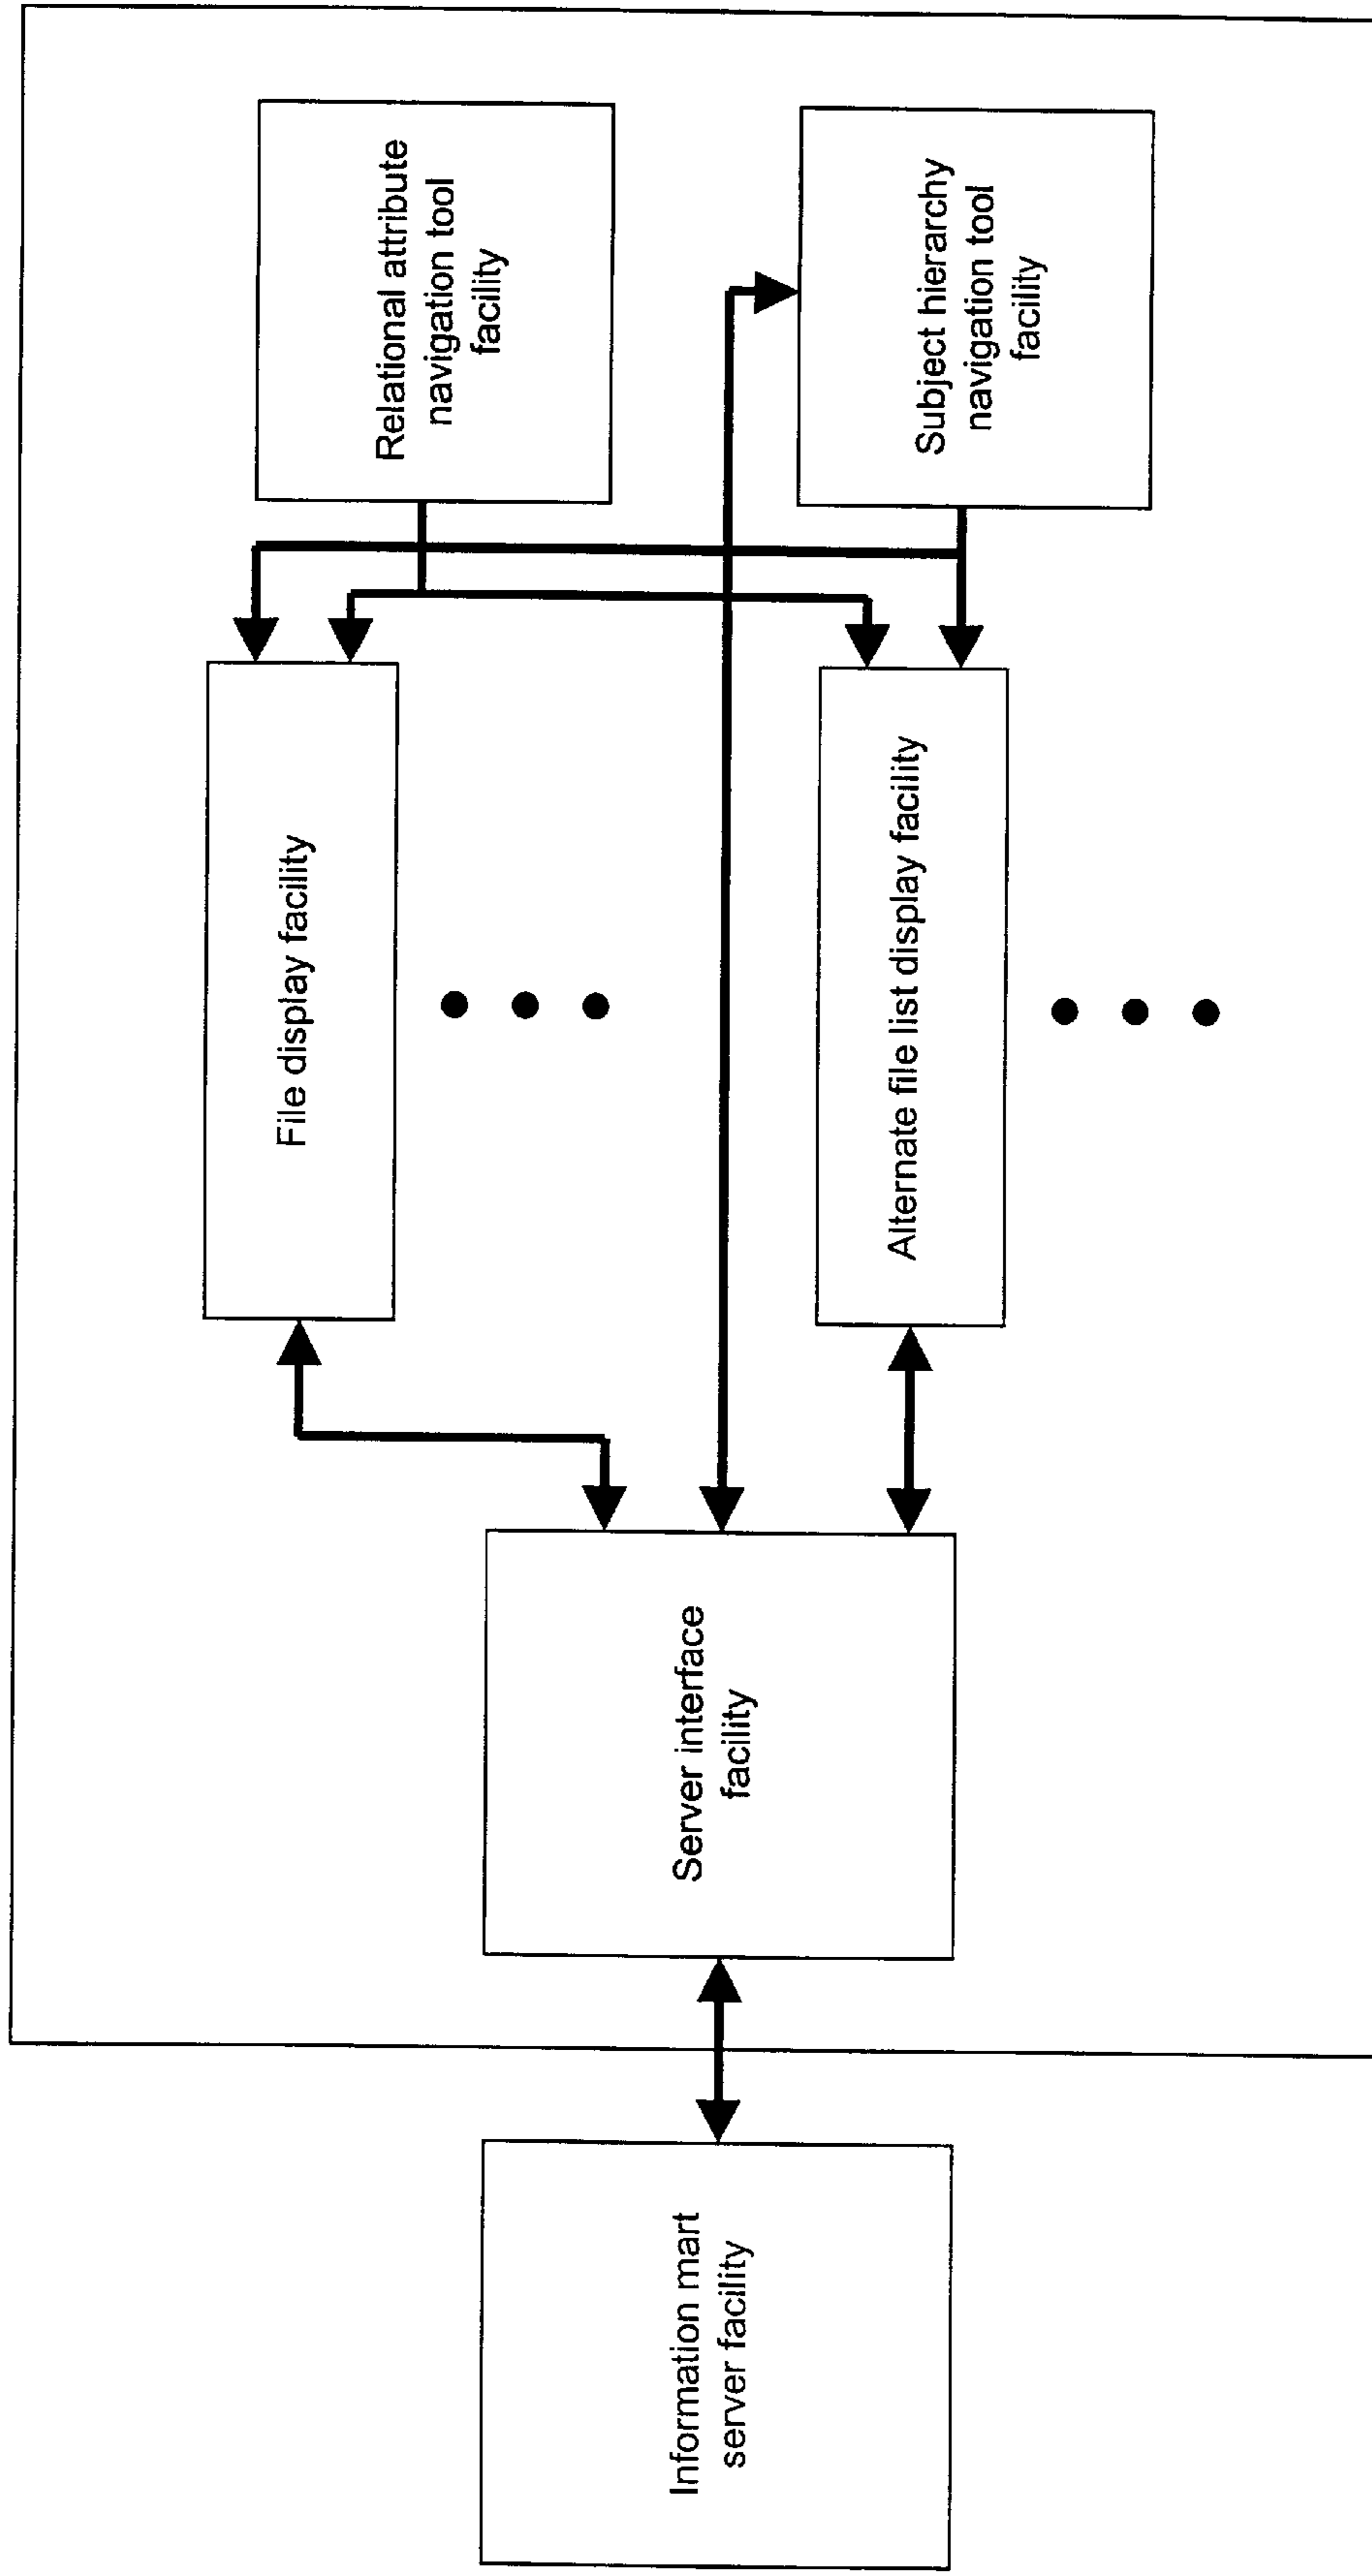 File display facility
Relational attribute
navigation tool
facility
Information mart
server facility
Server interface
facility
Alternate file list display facility
Subject hierarchy
navigation tool
facility